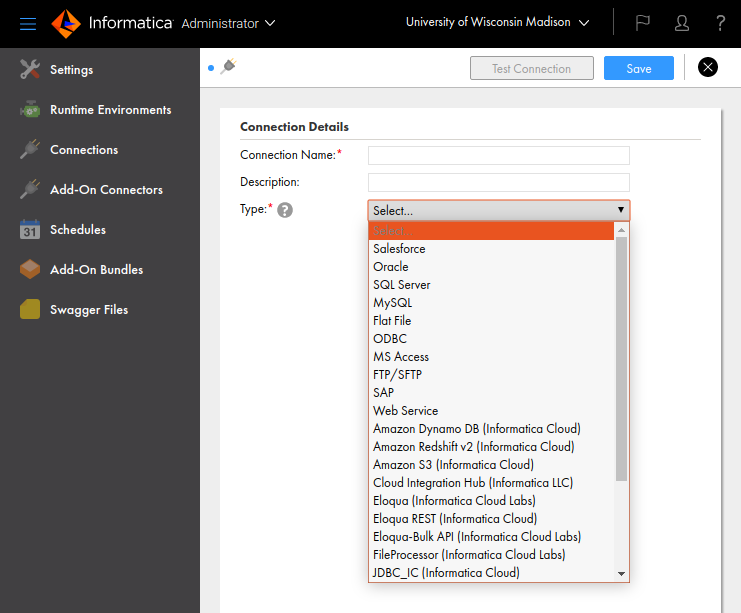 Informatica Administrator
University of Wisconsin Madison
?
Settings
Runtime Environments
Connections
Add-On Connectors
31 Schedules
Add-On Bundles
Swagger Files
Test Connection
Save
Connection Details
Connection Name:*
Description:
Type:* ?
Select...
Select...
Salesforce
Oracle
SQL Server
MySQL
Flat File
ODBC
MS Access
FTP/SFTP
SAP
Web Service
Amazon Dynamo DB (Informatica Cloud)
Amazon Redshift v2 (Informatica Cloud)
Amazon S3 (Informatica Cloud)
Cloud Integration Hub (Informatica LLC)
Eloqua (Informatica Cloud Labs)
Eloqua REST (Informatica Cloud)
Eloqua-Bulk API (Informatica Cloud Labs)
FileProcessor (Informatica Cloud Labs)
JDBC_IC (Informatica Cloud)